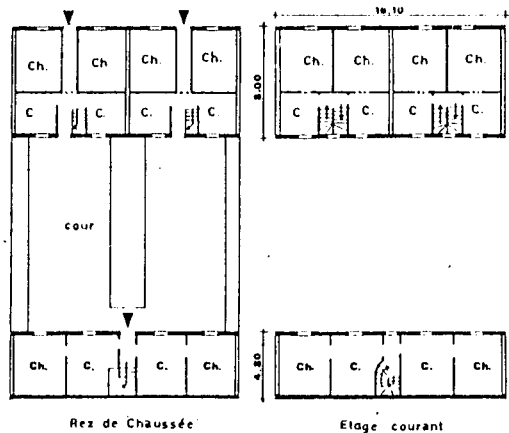 16,10
Ch. Ch Ch. Ch.
Ch. Ch. Ch Ch.
8.00
C C. C. C.
C C. C C.
cour
4.80
Ch. C. C. Ch.
Ch. C. C. Ch.
Rez de Chaussée
Etage courant